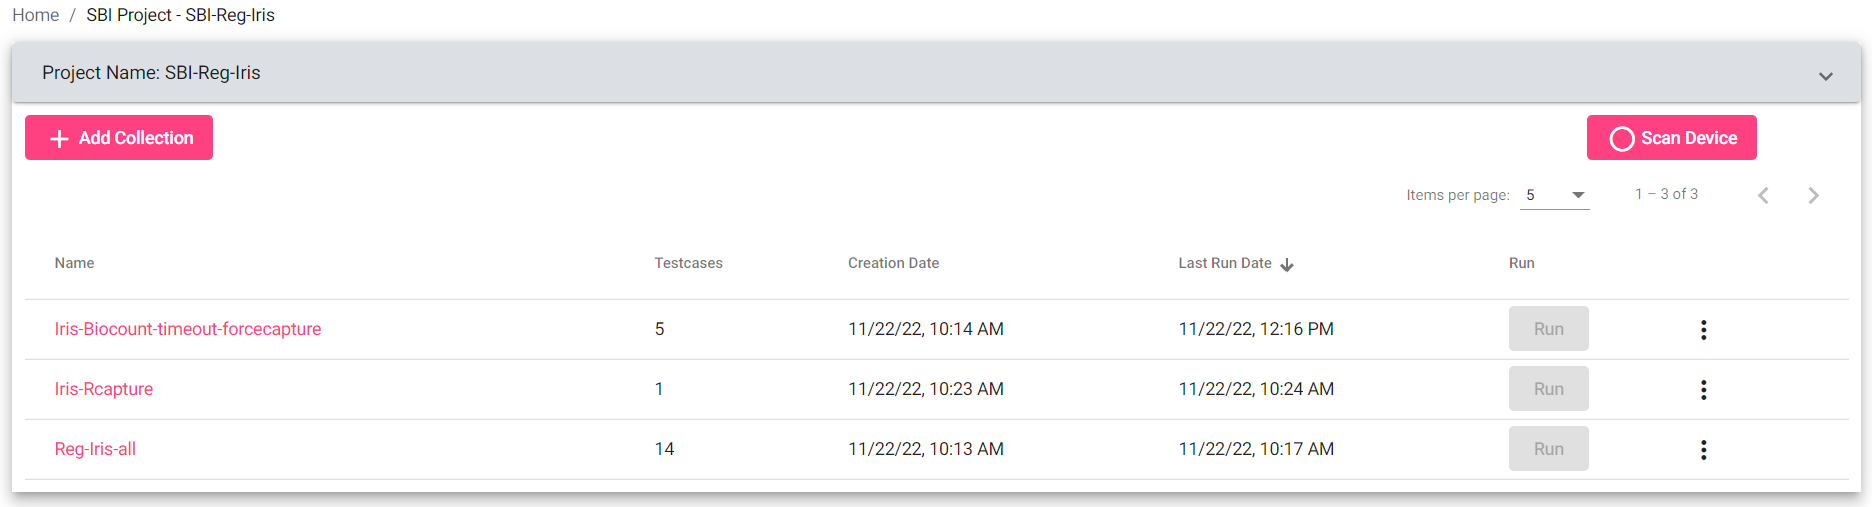 Home / SBI Project - SBI-Reg-Iris
Project Name: SBI-Reg-Iris
Add Collection
Scan Device
Items per page: 5 1 – 3 of 3
Name Testcases Creation Date Last Run Date Run
Iris-Biocount-timeout-forcecapture 5 11/22/22, 10:14 AM 11/22/22, 12:16 PM Run
Iris-Rcapture 1 11/22/22, 10:23 AM 11/22/22, 10:24 AM Run
Reg-Iris-all 14 11/22/22, 10:13 AM 11/22/22, 10:17 AM Run